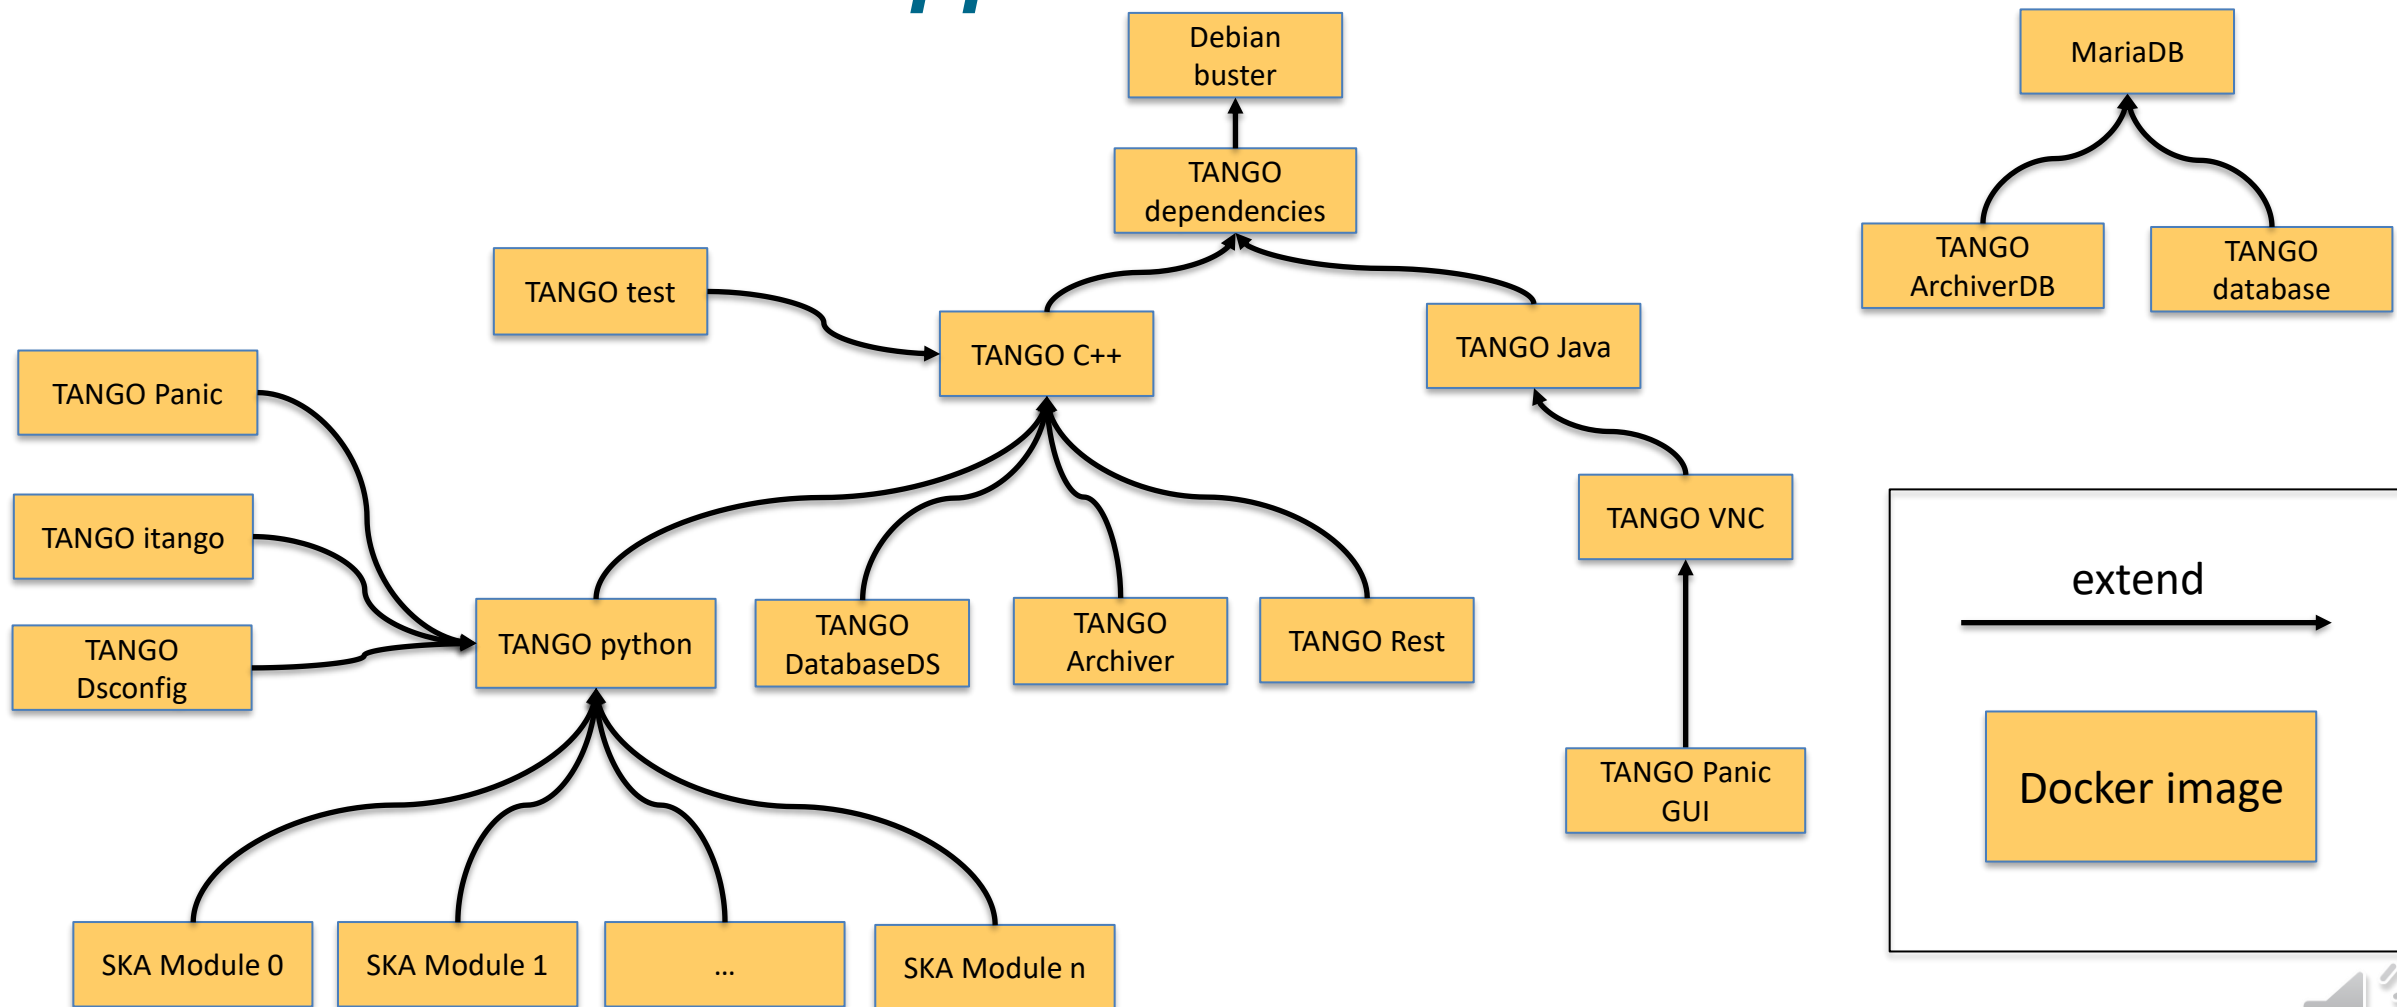 Debian
buster
MariaDB
TANGO
dependencies
TANGO
ArchiverDB
TANGO
database
TANGO test
TANGO C++
TANGO Java
TANGO Panic
TANGO itango
TANGO VNC
TANGO
Dsconfig
TANGO python
TANGO
DatabaseDS
TANGO
Archiver
TANGO Rest
TANGO Panic
GUI
extend
Docker image
SKA Module 0
SKA Module 1
...
SKA Module n